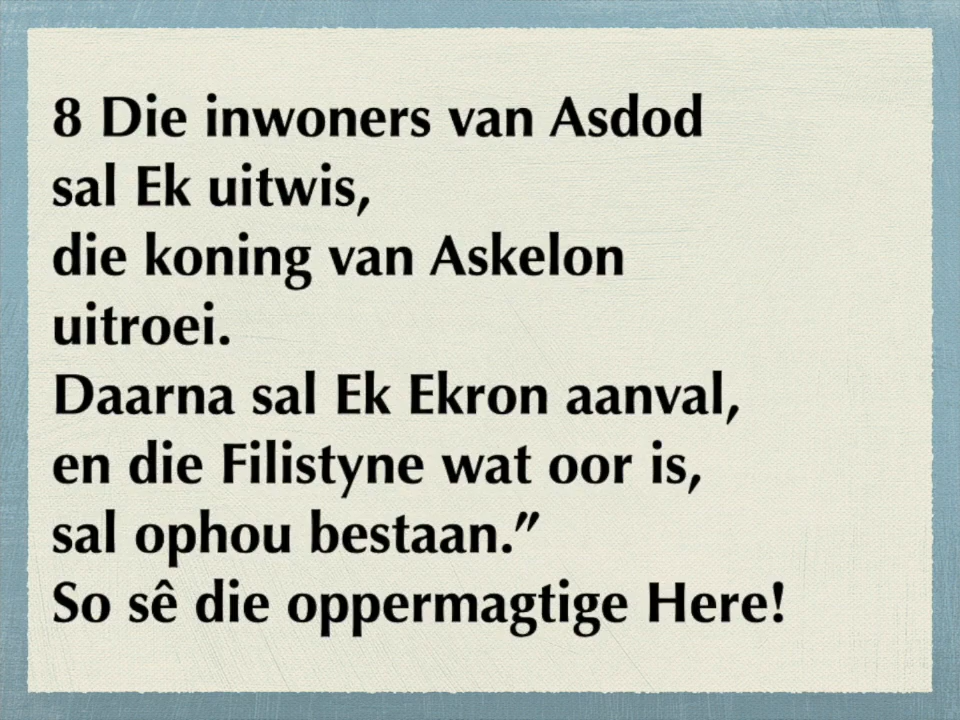 8 Die inwoners van Asdod
sal Ek uitwis,
die koning van Askelon
uitroei.
Daarna sal Ek Ekron aanval,
en die Filistyne wat oor is,
sal ophou bestaan.”
So sê die oppermagtige Here!